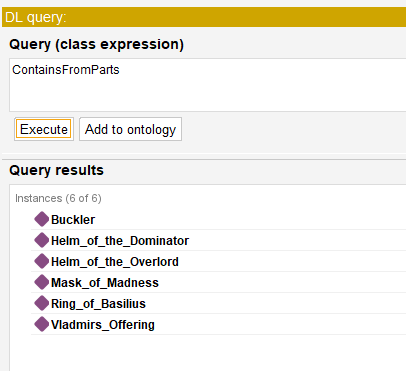 DL query:
Query (class expression)
ContainsFromParts
Execute Add to ontology
Query results
Instances (6 of 6)
Buckler
Helm_of_the_Dominator
Helm_of_the_Overlord
Mask_of_Madness
Ring_of_Basilius
Vladmirs_Offering